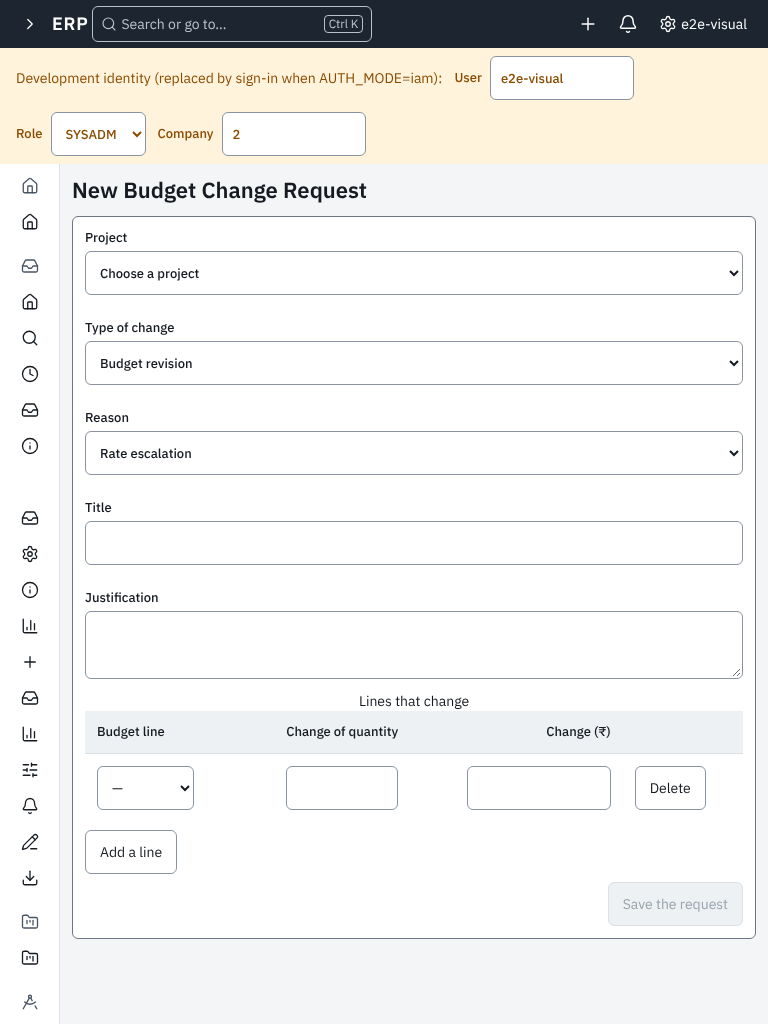 ERP Search or go to... Ctrl K e2e-visual
Development identity (replaced by sign-in when AUTH_MODE=iam): User e2e-visual
Role SYSADM Company 2
New Budget Change Request
Project
Choose a project
Type of change
Budget revision
Reason
Rate escalation
Title
Justification
Lines that change
Budget line Change of quantity Change (₹)
— Delete
Add a line
Save the request